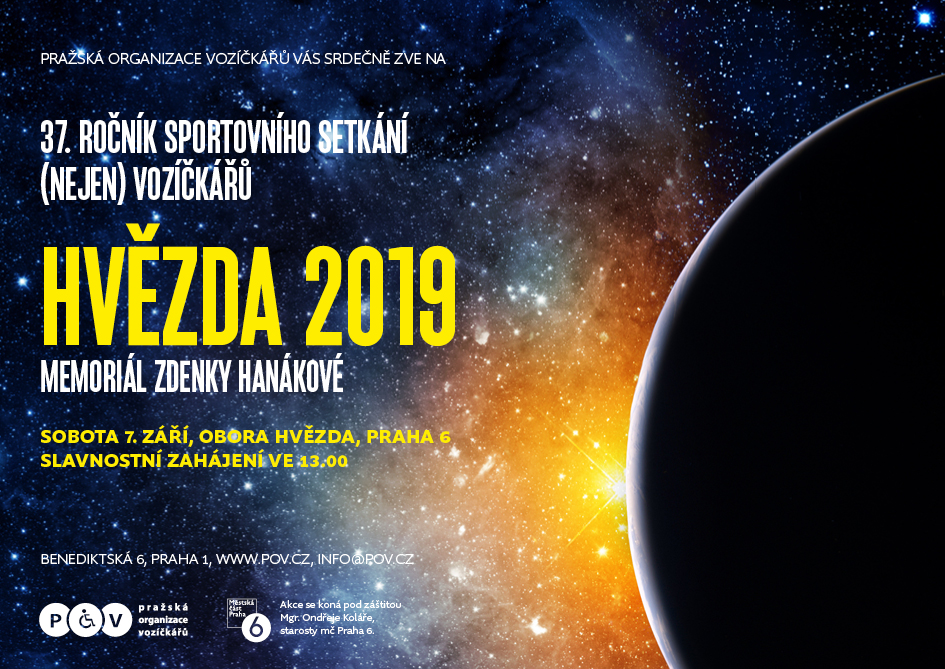 PRAŽSKÁ ORGANIZACE VOZÍČKÁŘŮ VÁS SRDEČNĚ ZVE NA
37. ROČNÍK SPORTOVNÍHO SETKÁNÍ
(NEJEN) VOZÍČKÁŘŮ
HVĚZDA 2019
MEMORIÁL ZDENKY HANÁKOVÉ
SOBOTA 7. ZÁŘÍ, OBORA HVĚZDA, PRAHA 6
SLAVNOSTNÍ ZAHÁJENÍ VE 13.00
BENEDIKTSKÁ 6, PRAHA 1, WWW.POV.CZ, INFO@POV.CZ
P V
pražská
organizace
vozíčkářů
Městská
část
Praha
6
Akce se koná pod záštitou
Mgr. Ondřeje Koláře,
starosty mč Praha 6.